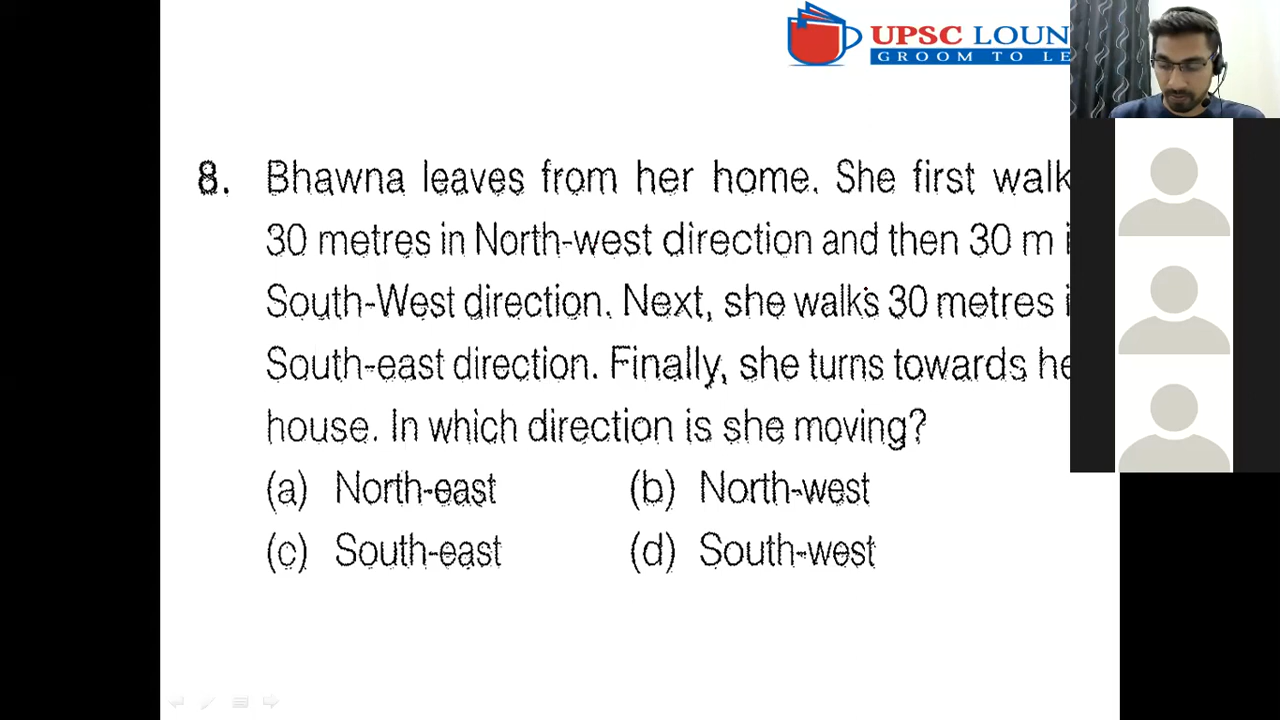 UPSC LOUN
GROOM TO LE
8. Bhawna leaves from her home. She first walk
30 metres in North-west direction and then 30 m i
South-West direction. Next, she walks 30 metres i
South-east direction. Finally, she turns towards he
house. In which direction is she moving?
(a) North-east (b) North-west
(c) South-east (d) South-west